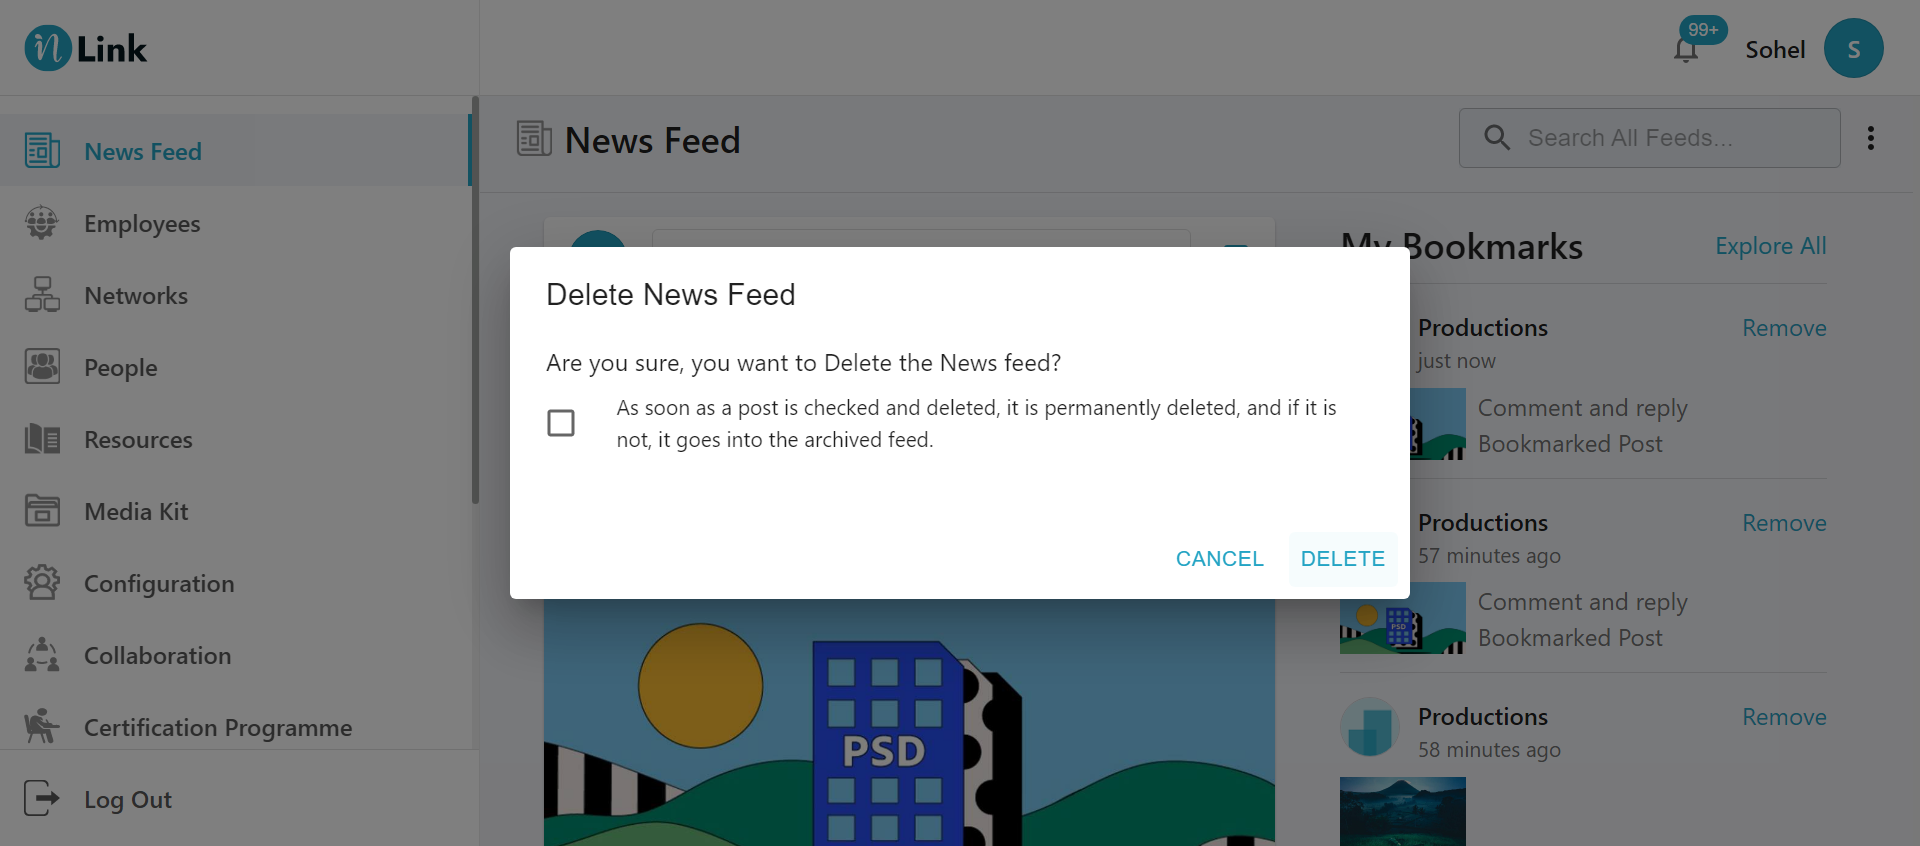 n Link
99+
Sohel
S
News Feed
Employees
Networks
People
Resources
Media Kit
Configuration
Collaboration
Certification Programme
Log Out
News Feed
Search All Feeds...
Delete News Feed
Are you sure, you want to Delete the News feed?
As soon as a post is checked and deleted, it is permanently deleted, and if it is
not, it goes into the archived feed.
CANCEL
DELETE
PSD
My Bookmarks
Explore All
Productions
Remove
just now
Comment and reply
Bookmarked Post
Productions
Remove
57 minutes ago
PSD
Comment and reply
Bookmarked Post
Productions
Remove
58 minutes ago